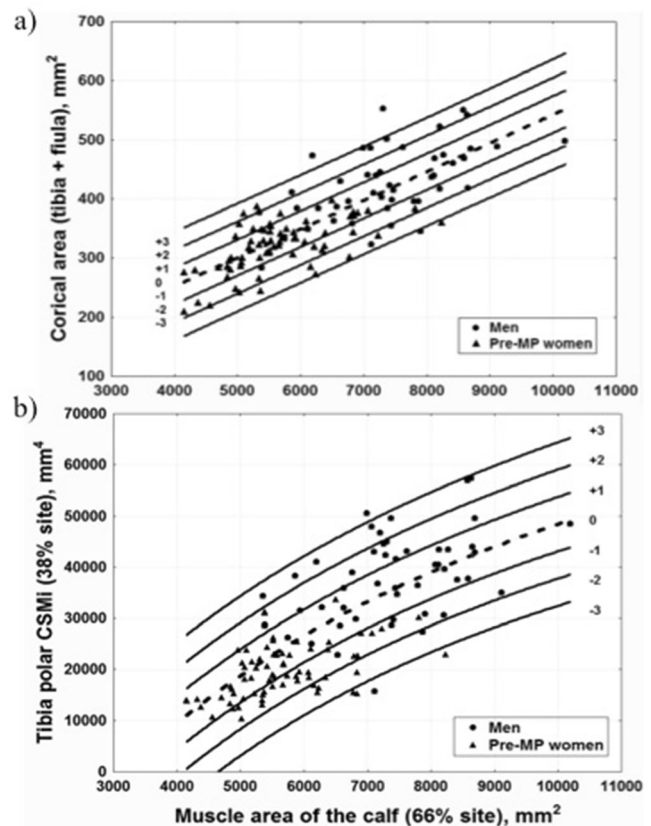 a)
700
600
500
400
300
200
100
Corical area (tibia + fiula), mm²
+3
+2
+1
0
-1
-2
-3
Men
Pre-MP women
3000 4000 5000 6000 7000 8000 9000 10000 11000
b)
70000
60000
50000
40000
30000
20000
10000
0
Tibia polar CSMi (38% site), mm⁴
+3
+2
+1
0
-1
-2
-3
Men
Pre-MP women
3000 4000 5000 6000 7000 8000 9000 10000 11000
Muscle area of the calf (66% site), mm²